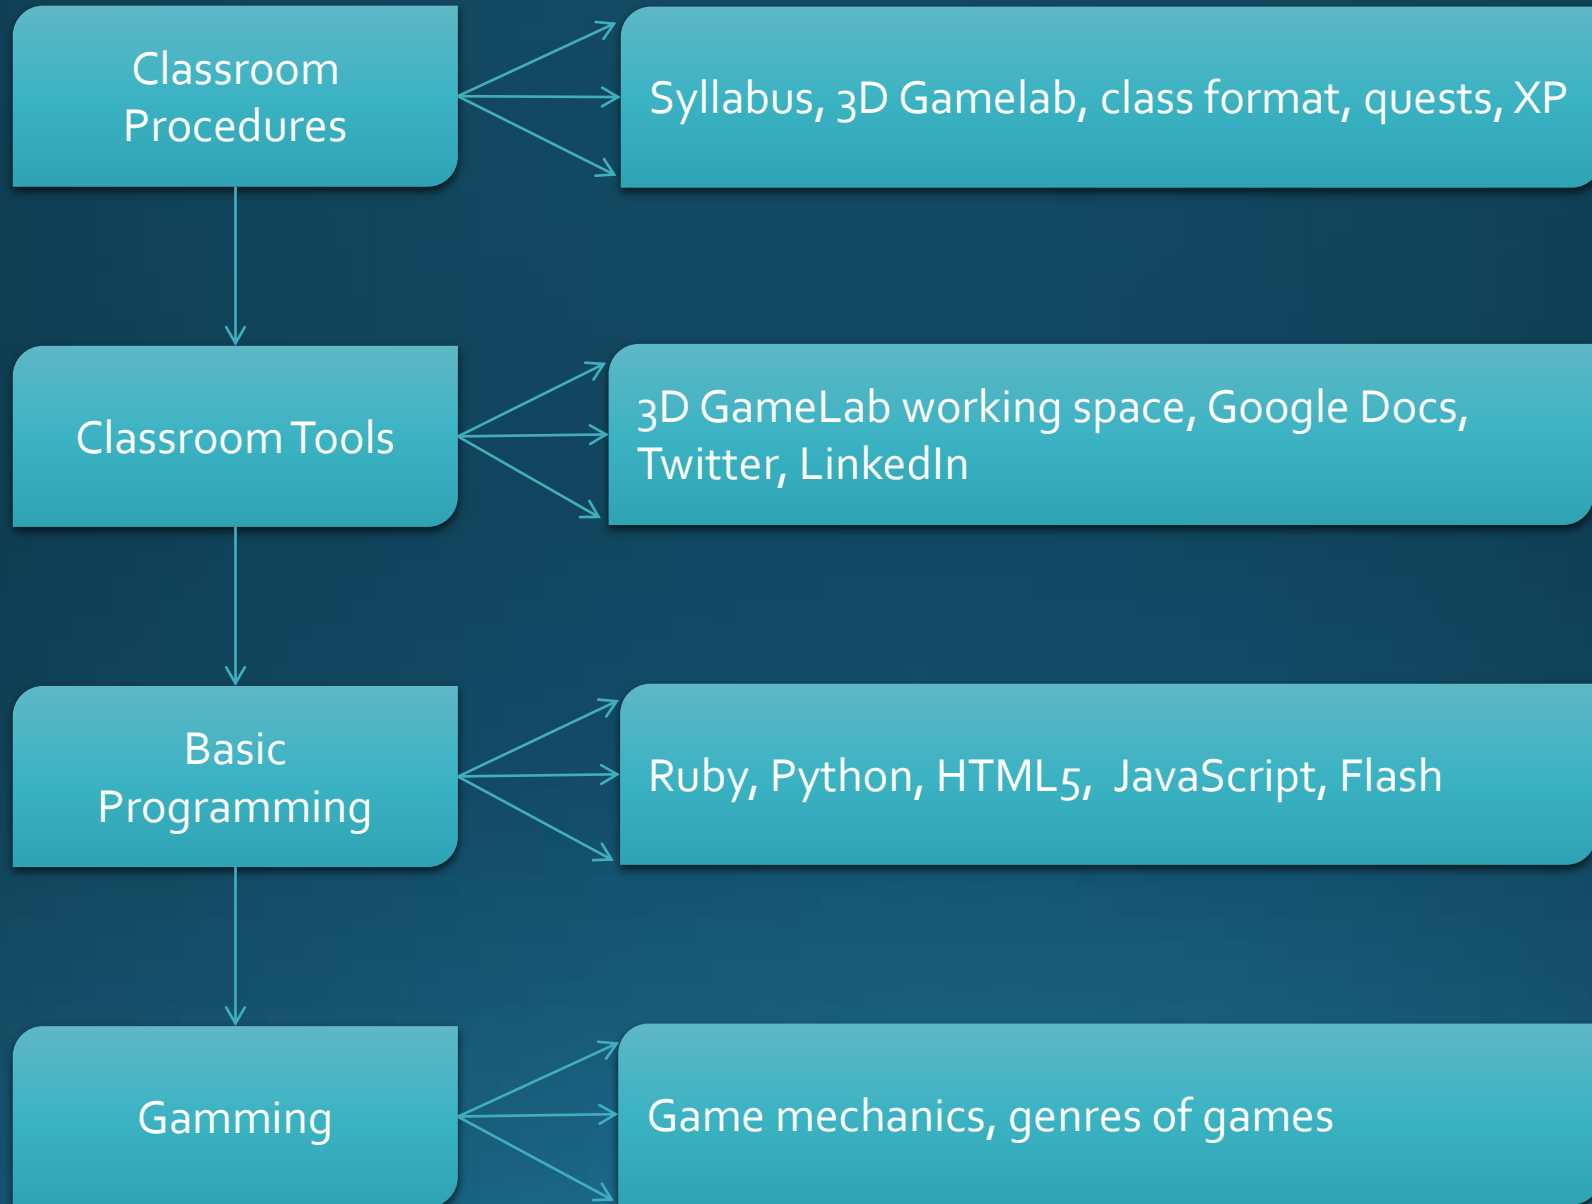 Classroom
Procedures
Syllabus, 3D Gamelab, class format, quests, XP
Classroom Tools
3D GameLab working space, Google Docs,
Twitter, LinkedIn
Basic
Programming
Ruby, Python, HTML5, JavaScript, Flash
Gamming
Game mechanics, genres of games